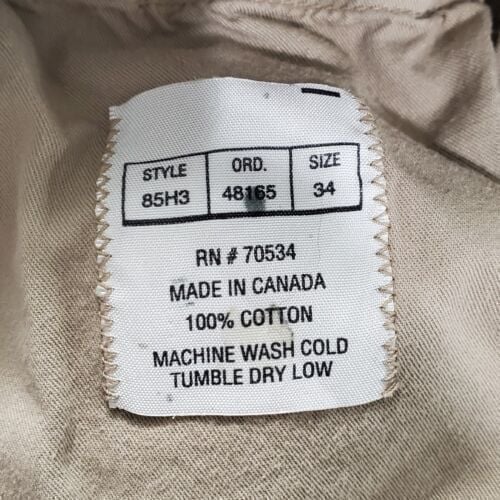 STYLE ORD. SIZE
85H3 48165 34
RN # 70534
MADE IN CANADA
100% COTTON
MACHINE WASH COLD
TUMBLE DRY LOW